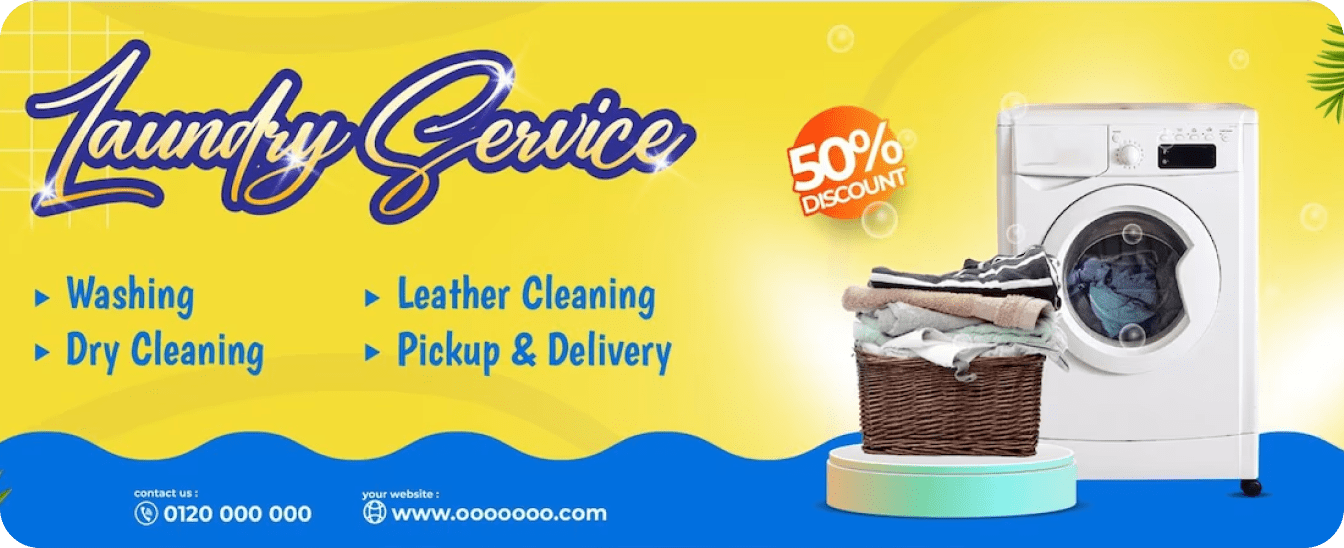 Laundry Service
50%
DISCOUNT
Washing
Leather Cleaning
Dry Cleaning
Pickup & Delivery
contact us :
0120 000 000
your website :
www.ooooooo.com